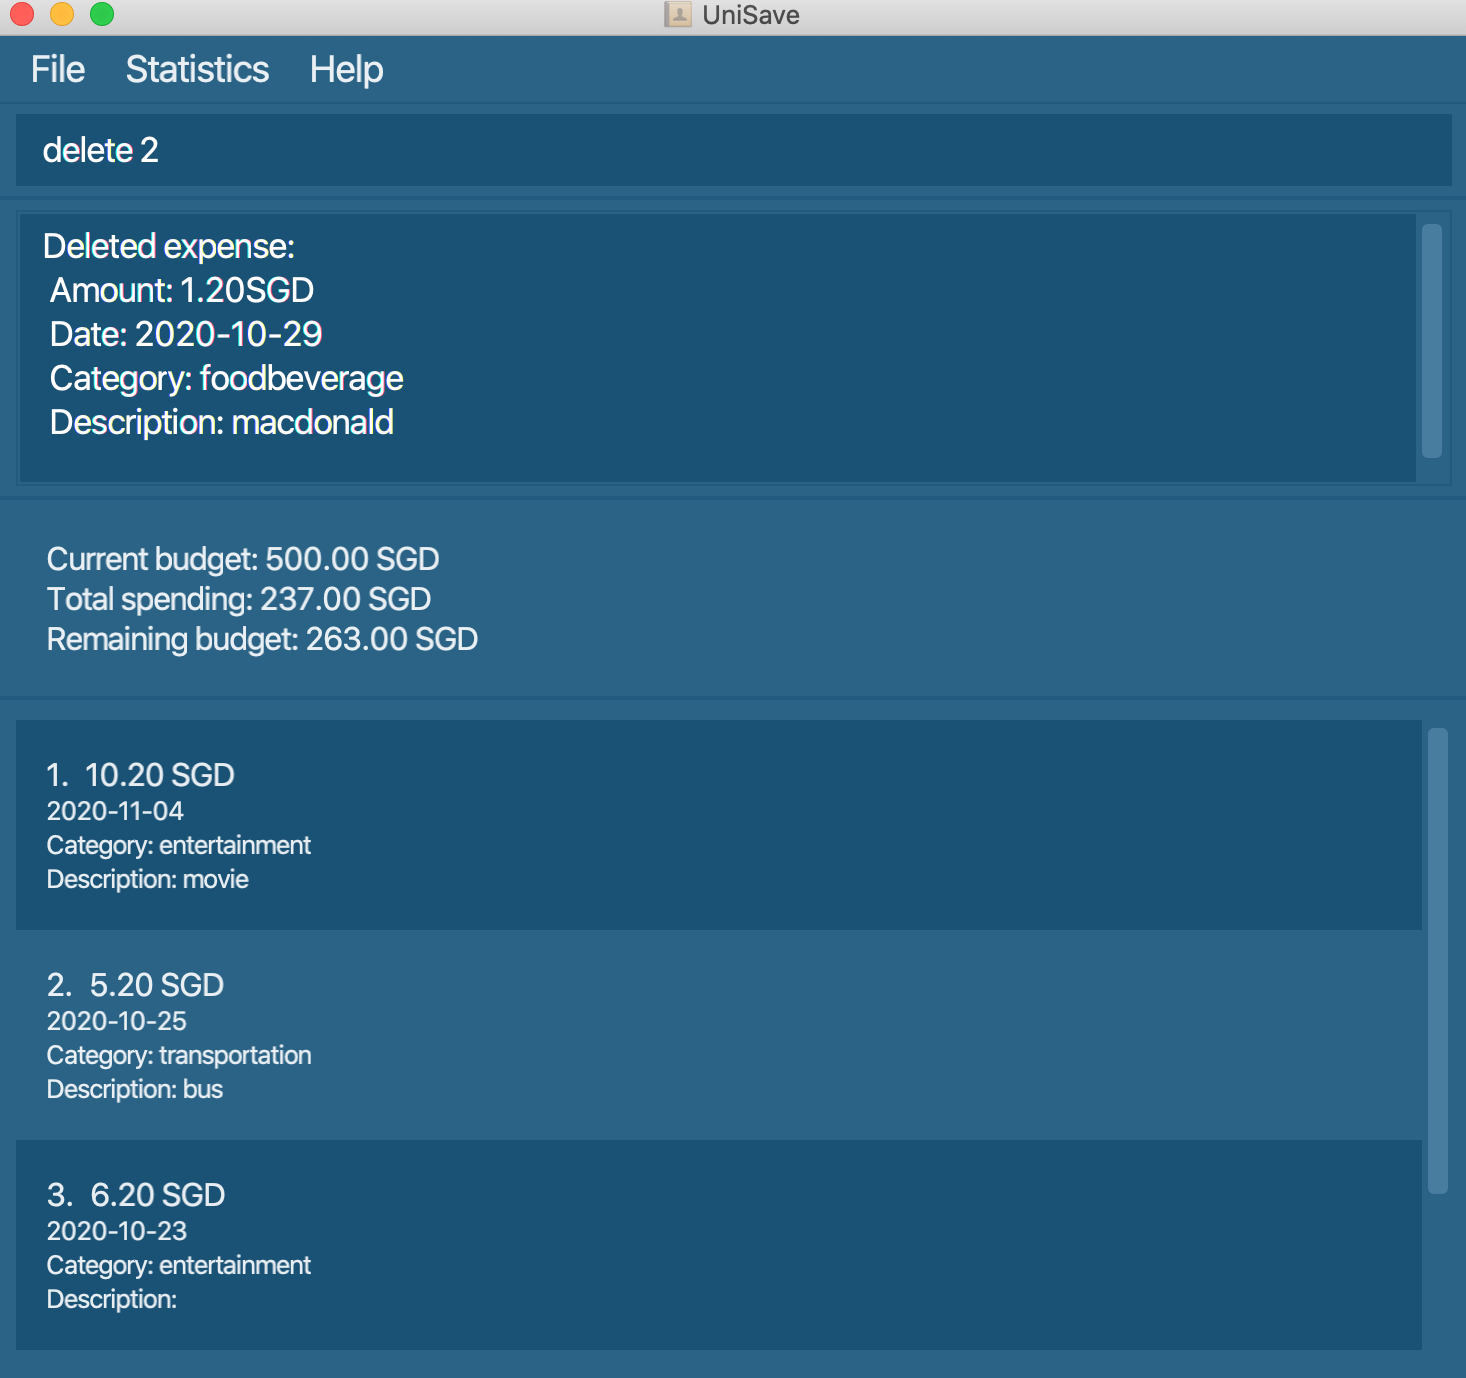 UniSave
File Statistics Help
delete 2
Deleted expense:
Amount: 1.20SGD
Date: 2020-10-29
Category: foodbeverage
Description: macdonald
Current budget: 500.00 SGD
Total spending: 237.00 SGD
Remaining budget: 263.00 SGD
1. 10.20 SGD
2020-11-04
Category: entertainment
Description: movie
2. 5.20 SGD
2020-10-25
Category: transportation
Description: bus
3. 6.20 SGD
2020-10-23
Category: entertainment
Description: